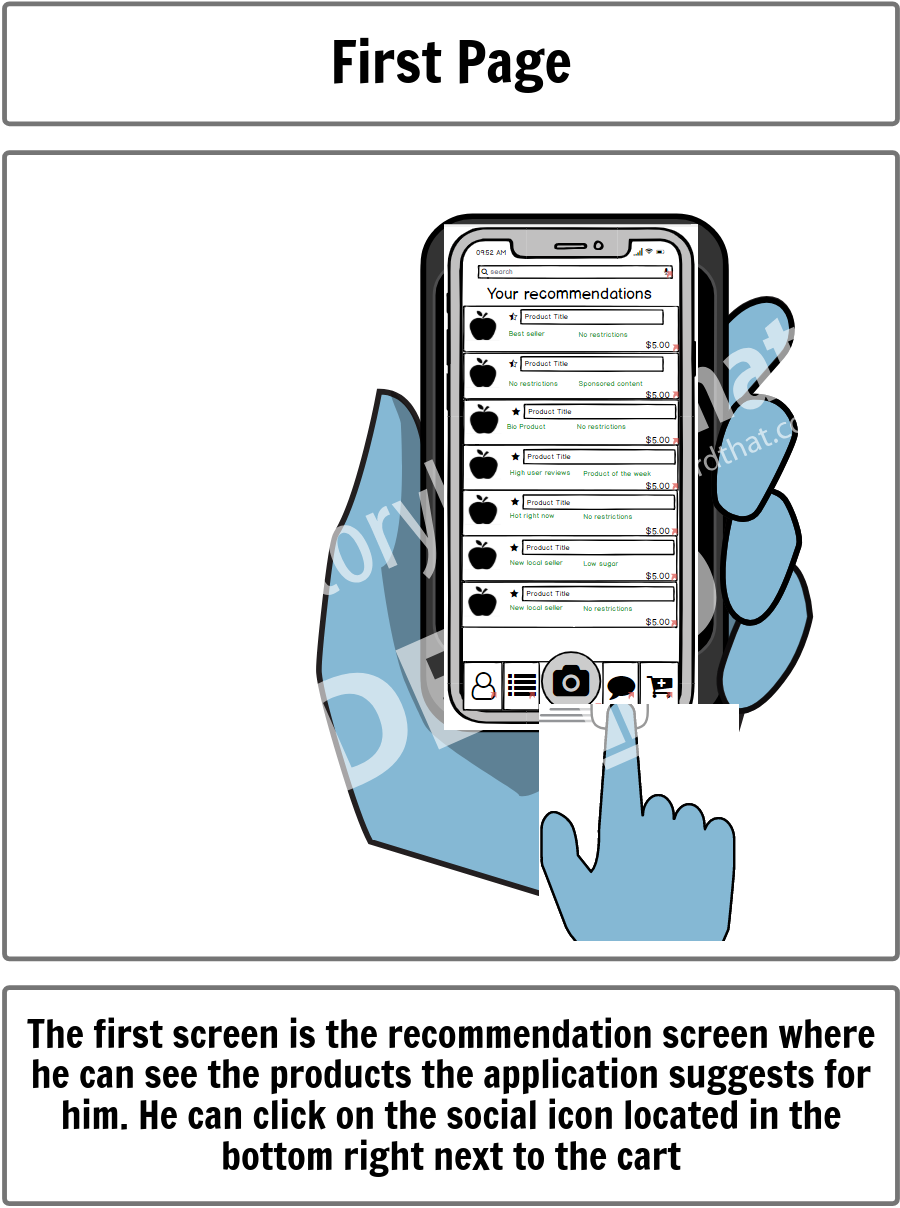 First Page
09:52 AM
search
Your recommendations
Product Title
Best seller No restrictions
$5.00
Product Title
No restrictions Sponsored content
$5.00
Product Title
Bio Product No restrictions
$5.00
Product Title
High user reviews Product of the week
$5.00
Product Title
Hot right now No restrictions
$5.00
Product Title
New local seller Low sugar
$5.00
Product Title
New local seller No restrictions
$5.00
The first screen is the recommendation screen where
he can see the products the application suggests for
him. He can click on the social icon located in the
bottom right next to the cart